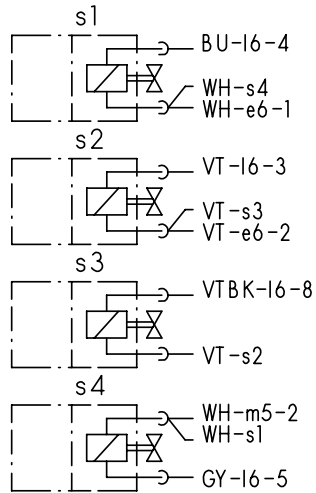 s1
BU-16-4
WH-s4
WH-e6-1
s2
VT-16-3
VT-s3
VT-e6-2
s3
VTBK-16-8
VT-s2
s4
WH-m5-2
WH-s1
GY-16-5